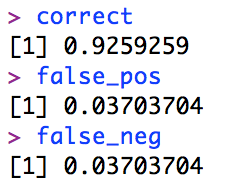 > correct
[1] 0.9259259
> false_pos
[1] 0.03703704
> false_neg
[1] 0.03703704